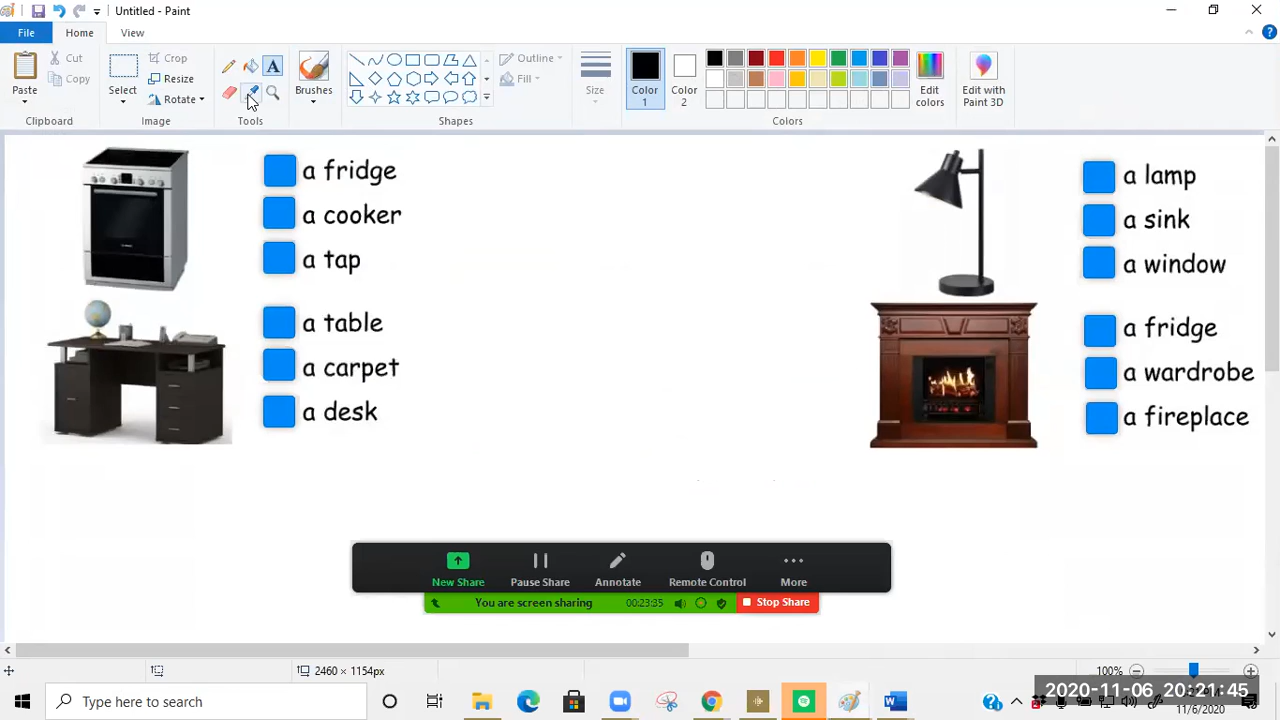 Untitled - Paint
File
Home
View
Paste
Cut
Copy
Clipboard
Select
Crop
Resize
Rotate
Image
A
Tools
Brushes
Outline
Fill
Shapes
Size
Color 1
Color 2
Edit colors
Edit with Paint 3D
Colors
a fridge
a cooker
a tap
a table
a carpet
a desk
a lamp
a sink
a window
a fridge
a wardrobe
a fireplace
New Share
Pause Share
Annotate
Remote Control
More
You are screen sharing
00:23:35
Stop Share
2460 × 1154px
100%
Type here to search
2020-11-06 20:21:45
11/6/2020